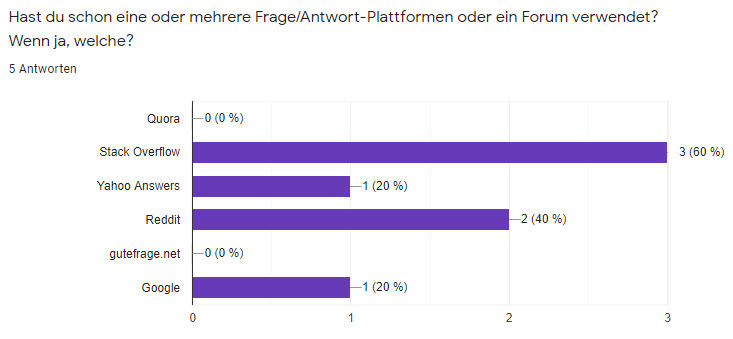 Hast du schon eine oder mehrere Frage/Antwort-Plattformen oder ein Forum verwendet?
Wenn ja, welche?
5 Antworten
Quora 0 (0 %)
Stack Overflow 3 (60 %)
Yahoo Answers 1 (20 %)
Reddit 2 (40 %)
gutefrage.net 0 (0 %)
Google 1 (20 %)
0 1 2 3